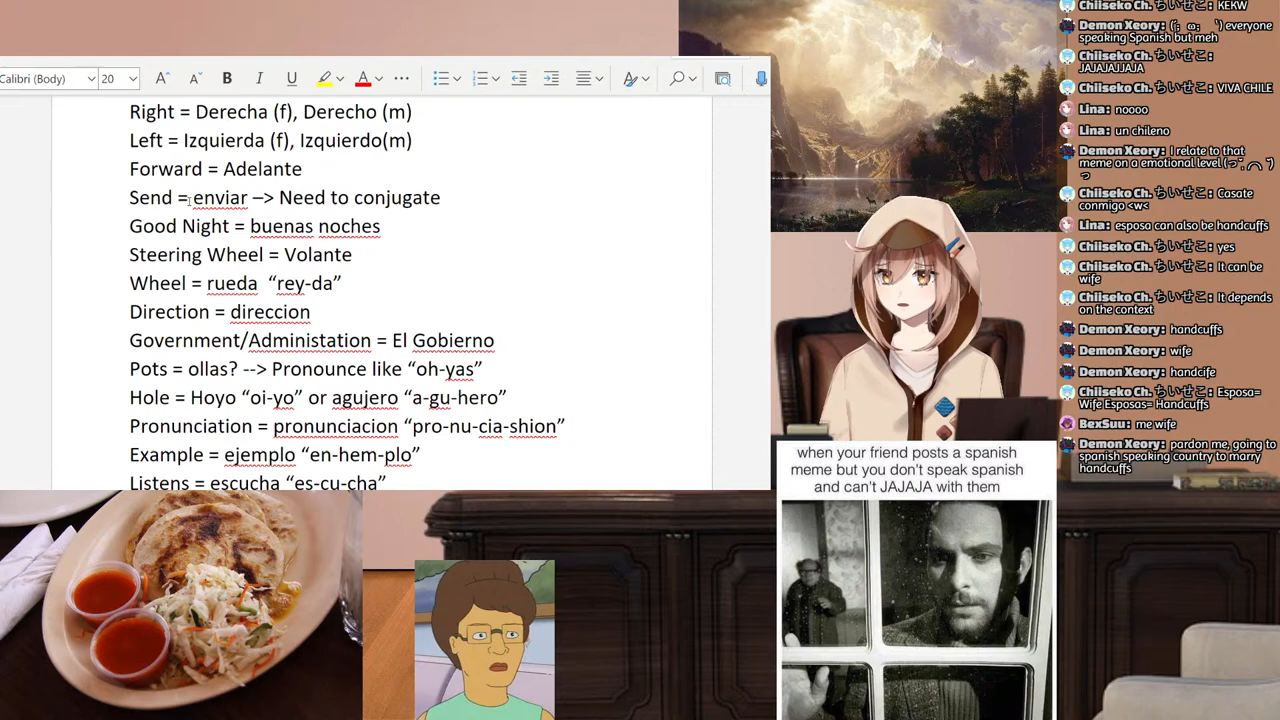 Calibri (Body) 20 A A B I U A ...
Right = Derecha (f), Derecho (m)
Left = Izquierda (f), Izquierdo(m)
Forward = Adelante
Send = enviar –> Need to conjugate
Good Night = buenas noches
Steering Wheel = Volante
Wheel = rueda “rey-da”
Direction = direccion
Government/Administation = El Gobierno
Pots = ollas? --> Pronounce like “oh-yas”
Hole = Hoyo “oi-yo” or agujero “a-gu-hero”
Pronunciation = pronunciacion “pro-nu-cia-shion”
Example = ejemplo “en-hem-plo”
Listens = escucha “es-cu-cha”
when your friend posts a spanish
meme but you don't speak spanish
and can't JAJAJA with them
Chiiseko Ch. ちいせこ: KEKW
Demon Xeory: (´; ω; ｀) everyone
speaking Spanish but meh
Chiiseko Ch. ちいせこ:
JAJAJAJJAJA
Chiiseko Ch. ちいせこ: VIVA CHILE
Lina: noooo
Lina: un chileno
Demon Xeory: I relate to that
meme on a emotional level
Chiiseko Ch. ちいせこ: Casate
conmigo <w<
Lina: esposa can also be handcuffs
Chiiseko Ch. ちいせこ: yes
Chiiseko Ch. ちいせこ: It can be
wife
Chiiseko Ch. ちいせこ: It depends
on the context
Demon Xeory: handcuffs
Demon Xeory: wife
Demon Xeory: handcife
Chiiseko Ch. ちいせこ: Esposa=
Wife Esposas= Handcuffs
BexSuu: me wife
Demon Xeory: pardon me, going to
spanish speaking country to marry
handcuffs